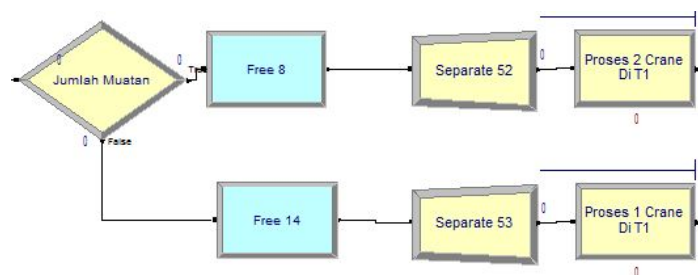 0
0
0
Jumlah Muatan
True
Free 8
Separate 52
Proses 2 Crane
Di T1
0
0
False
0
Free 14
Separate 53
Proses 1 Crane
Di T1
0